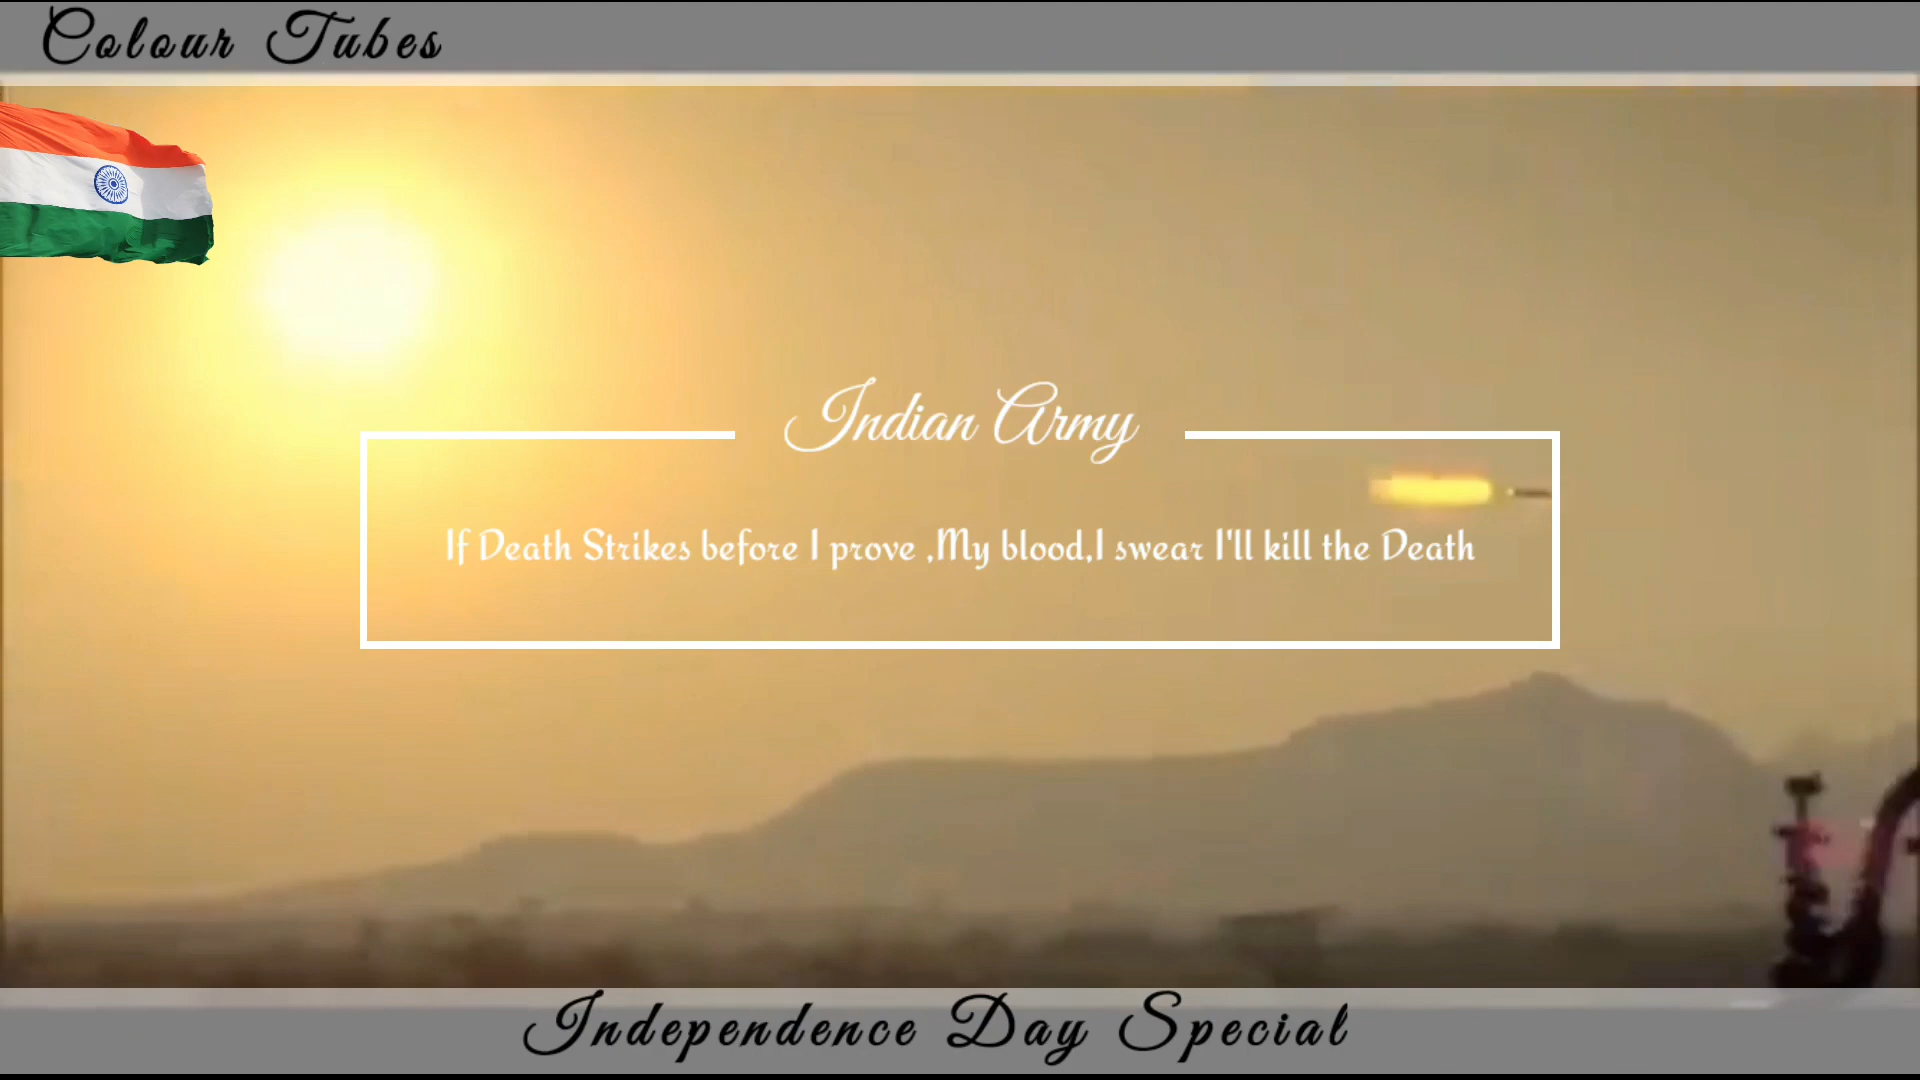 Colour Tubes
Indian Army
If Death Strikes before I prove ,My blood,I swear I'll kill the Death
Independence Day Special